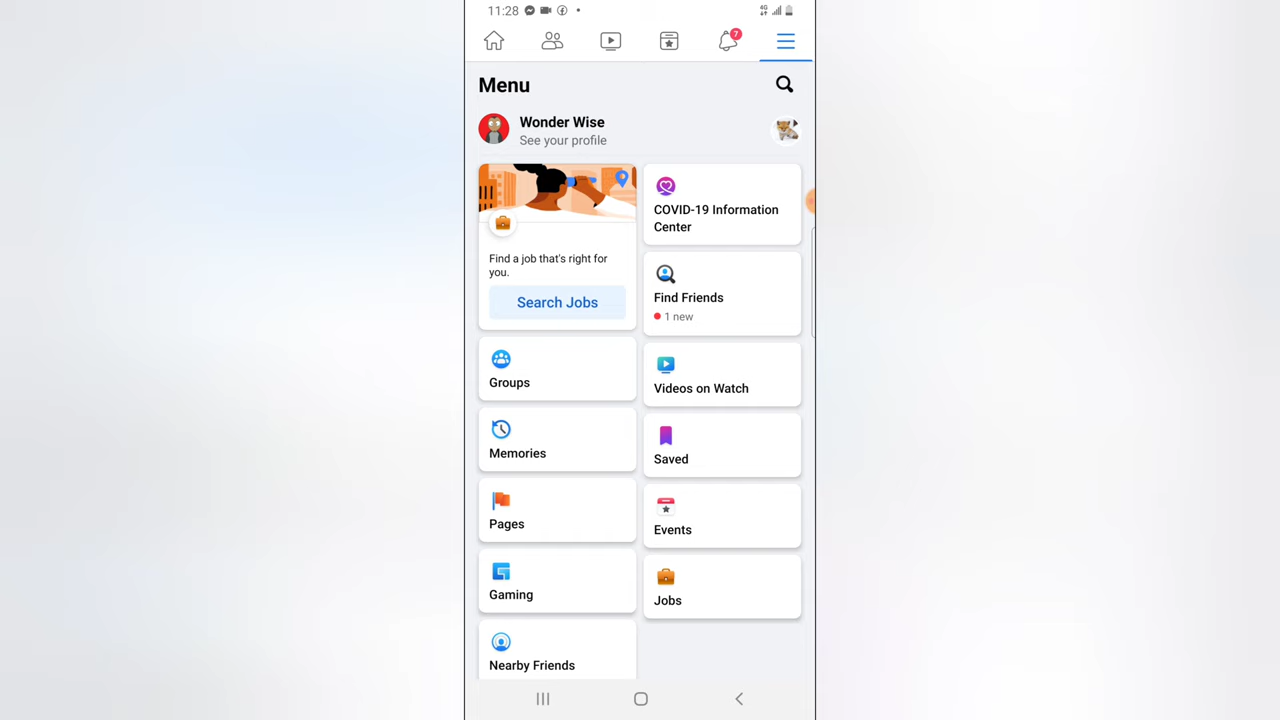 11:28
4G
7
Menu
Wonder Wise
See your profile
Find a job that's right for
you.
Search Jobs
COVID-19 Information
Center
Find Friends
1 new
Groups
Videos on Watch
Memories
Saved
Pages
Events
Gaming
Jobs
Nearby Friends